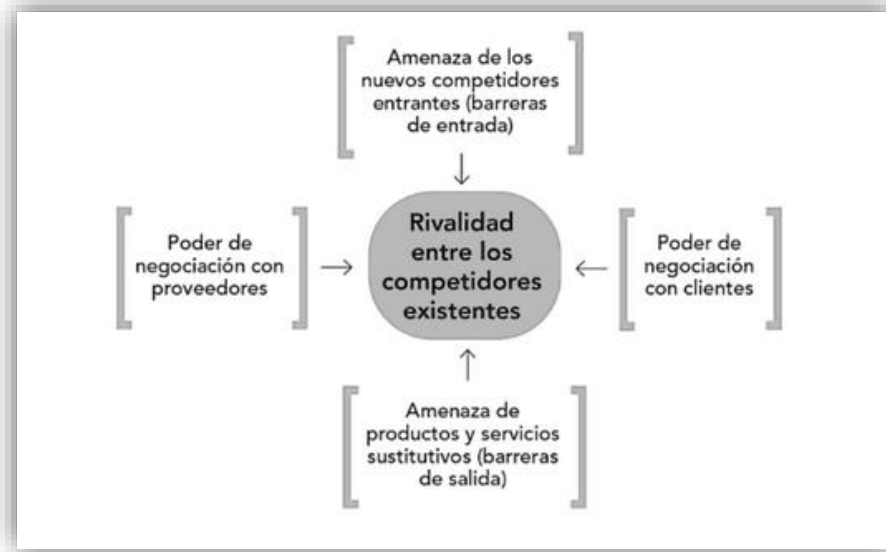 Amenaza de los
nuevos competidores
entrantes (barreras
de entrada)
Poder de
negociación con
proveedores
Rivalidad
entre los
competidores
existentes
Poder de
negociación
con clientes
Amenaza de
productos y servicios
sustitutivos (barreras
de salida)